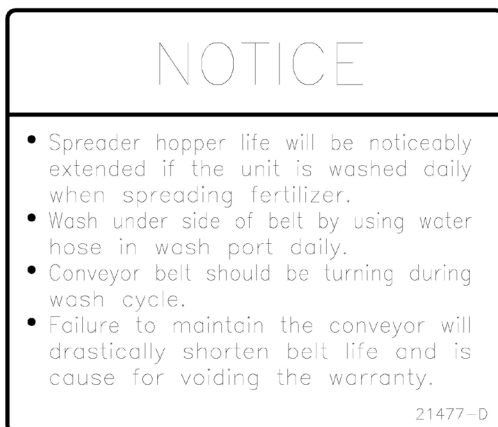 NOTICE
• Spreader hopper life will be noticeably
extended if the unit is washed daily
when spreading fertilizer.
• Wash under side of belt by using water
hose in wash port daily.
• Conveyor belt should be turning during
wash cycle.
• Failure to maintain the conveyor will
drastically shorten belt life and is
cause for voiding the warranty.
21477-D